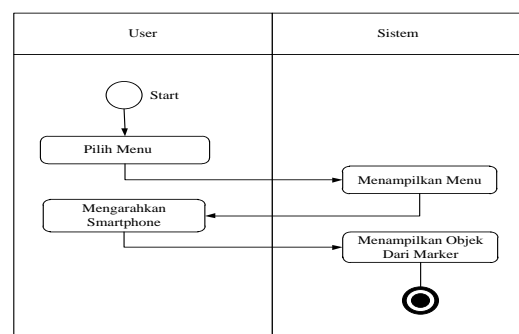 User
Sistem
Start
Pilih Menu
Menampilkan Menu
Mengarahkan
Smartphone
Menampilkan Objek
Dari Marker